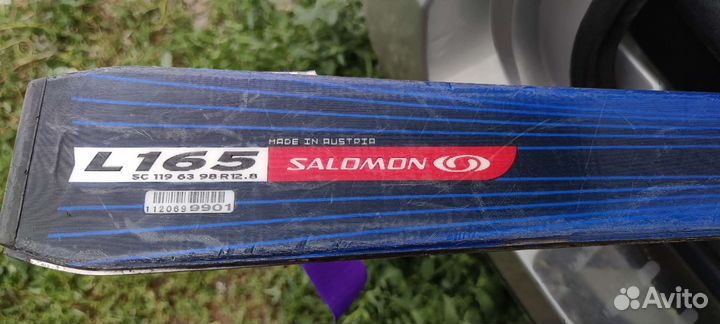 MADE IN AUSTRIA
L165 SALOMON
SC 119 63 98 R12.8
1120699901
Avito